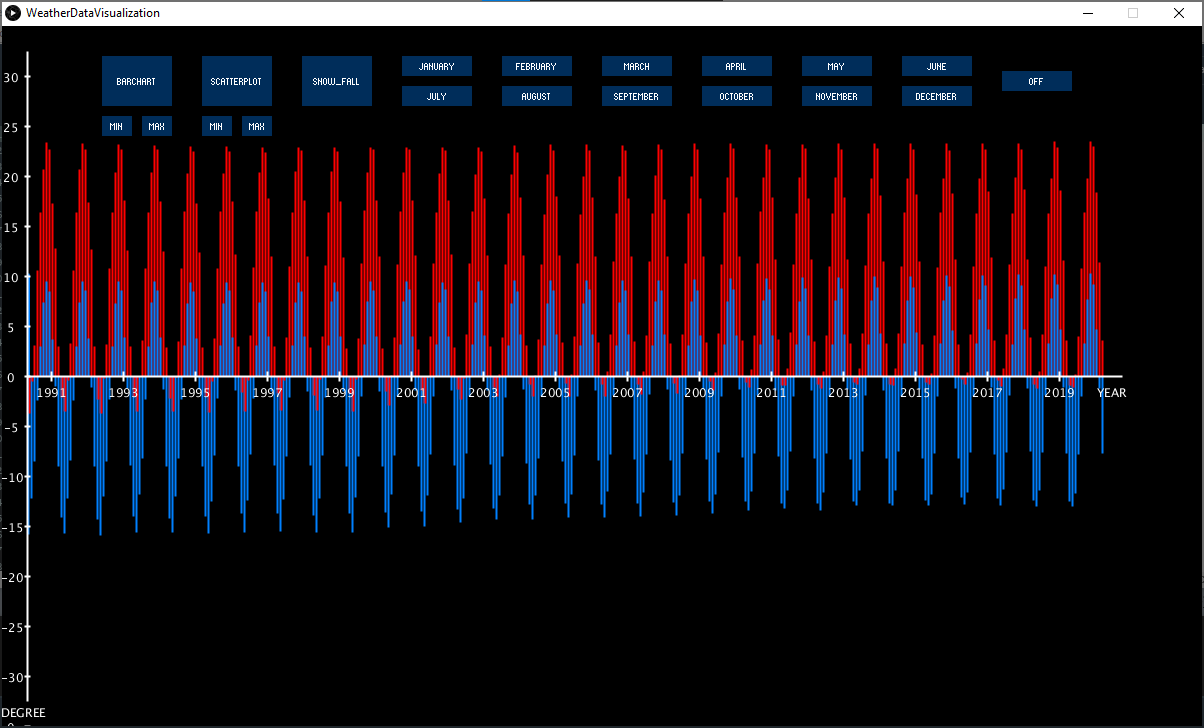 WeatherDataVisualization
BARCHART SCATTERPLOT SNOW_FALL JANUARY FEBRUARY MARCH APRIL MAY JUNE OFF
JULY AUGUST SEPTEMBER OCTOBER NOVEMBER DECEMBER
MIN MAX MIN MAX
30
25
20
15
10
5
0
1991 1993 1995 1997 1999 2001 2003 2005 2007 2009 2011 2013 2015 2017 2019 YEAR
-5
-10
-15
-20
-25
-30
DEGREE